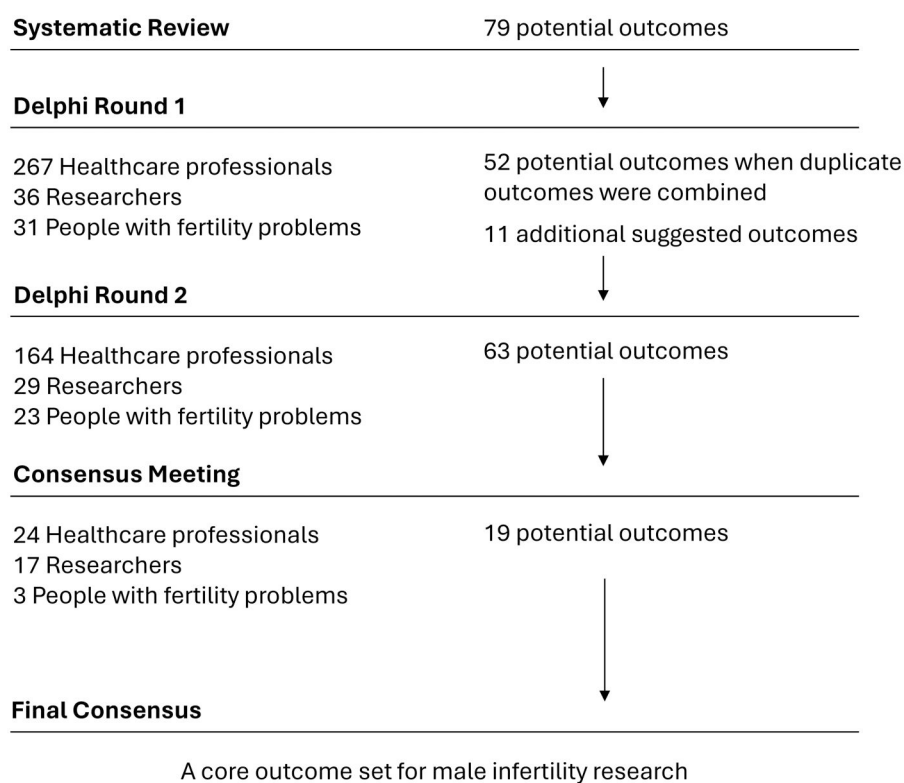 Systematic Review
79 potential outcomes
Delphi Round 1
267 Healthcare professionals
36 Researchers
31 People with fertility problems
52 potential outcomes when duplicate
outcomes were combined
11 additional suggested outcomes
Delphi Round 2
164 Healthcare professionals
29 Researchers
23 People with fertility problems
63 potential outcomes
Consensus Meeting
24 Healthcare professionals
17 Researchers
3 People with fertility problems
19 potential outcomes
Final Consensus
A core outcome set for male infertility research